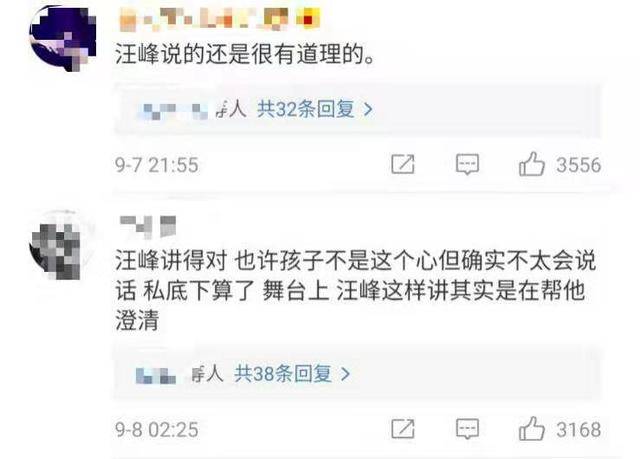 汪峰说的还是很有道理的。
人 共32条回复 >
9-7 21:55
3556
汪峰讲得对 也许孩子不是这个心但确实不太会说
话 私底下算了 舞台上 汪峰这样讲其实是在帮他
澄清
人 共38条回复 >
9-8 02:25
3168